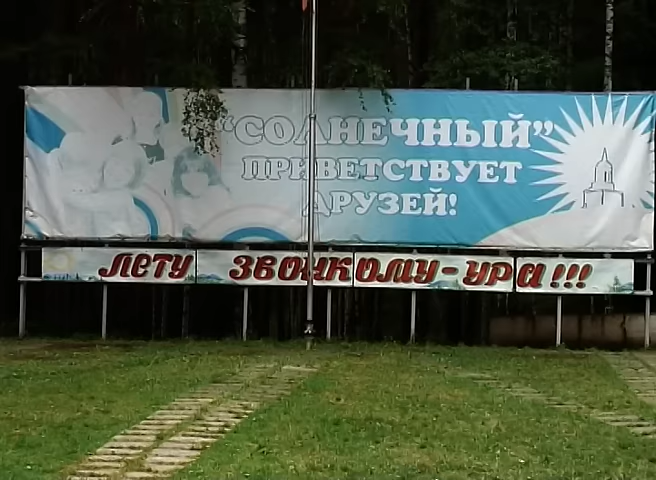 "СОЛНЕЧНЫЙ"
ПРИВЕТСТВУЕТ
ДРУЗЕЙ!
ЛЕТУ ЗВОНКОМУ-УРА!!!